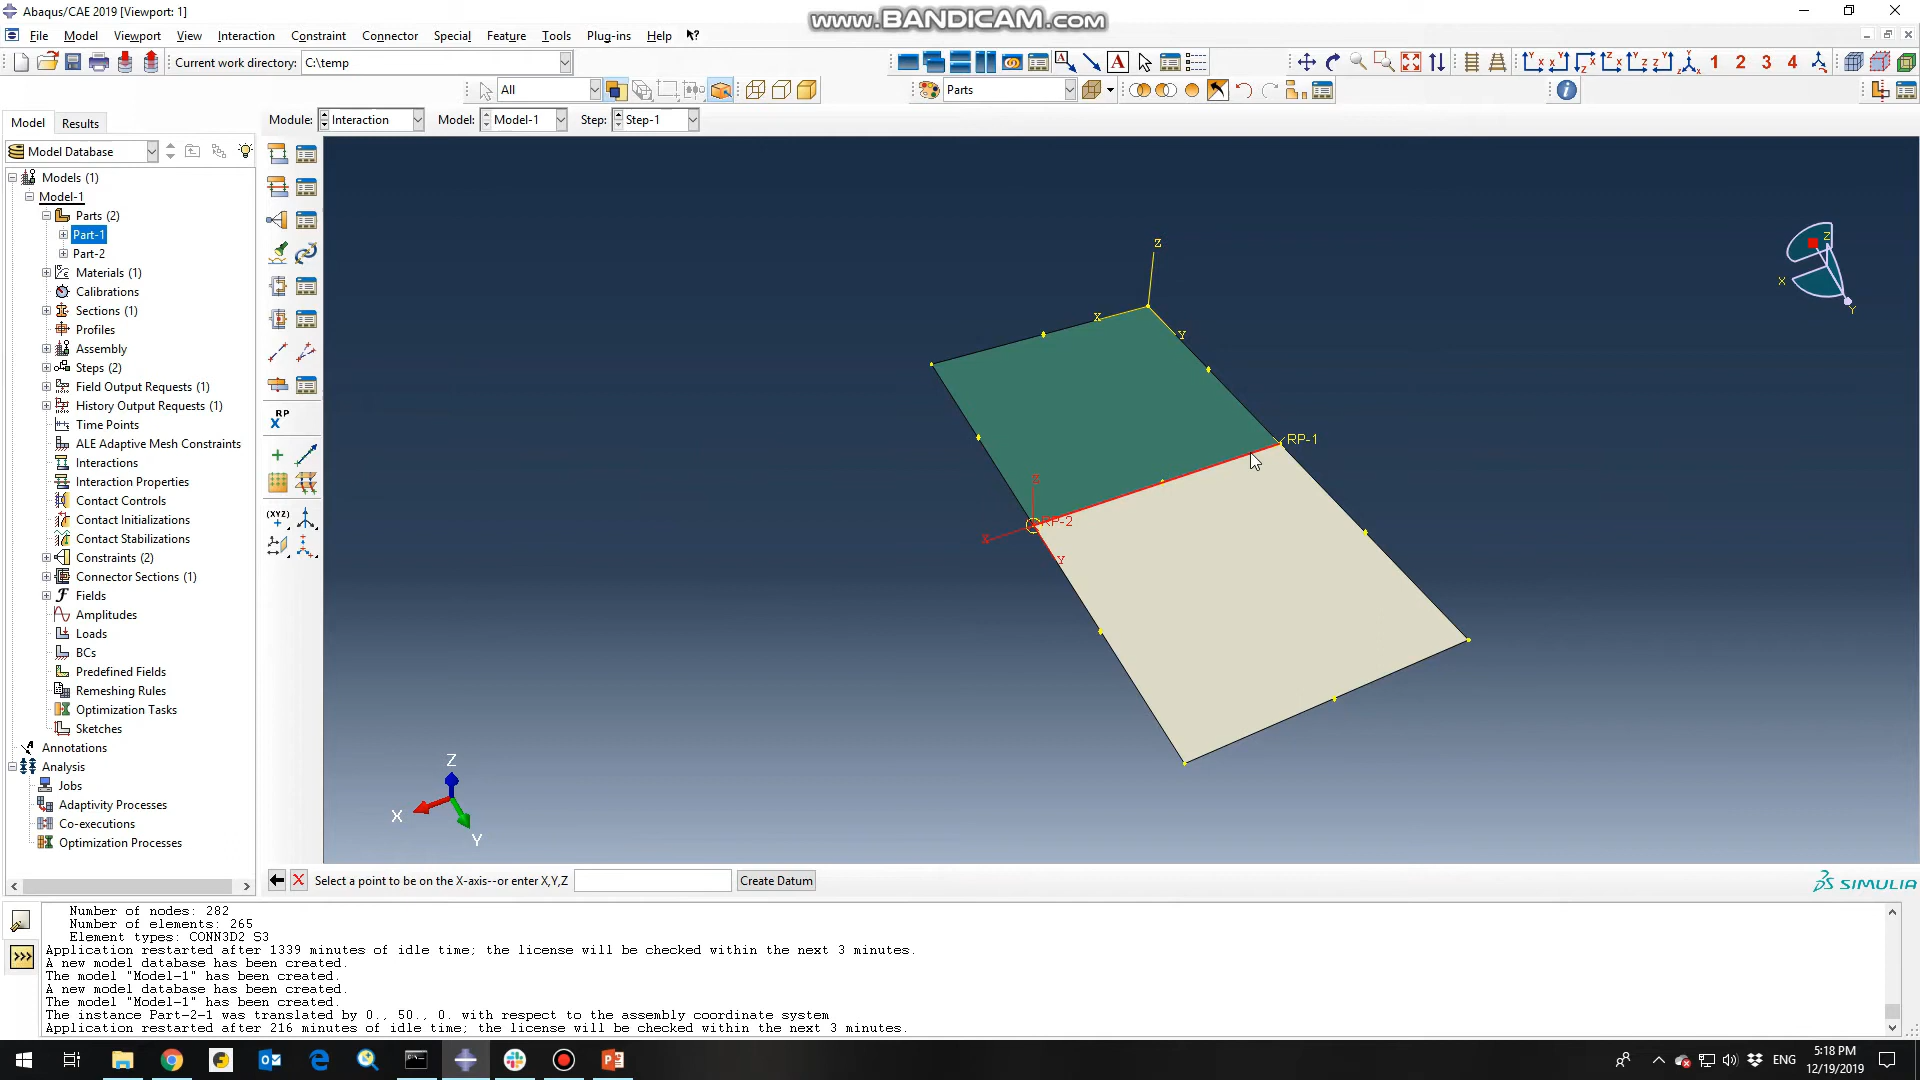 Abaqus/CAE 2019 [Viewport: 1]
www.BANDICAM.com
File Model Viewport View Interaction Constraint Connector Special Feature Tools Plug-ins Help
Current work directory: C:\temp
1 2 3 4
All
Parts
Model Results
Module: Interaction Model: Model-1 Step: Step-1
Model Database
Models (1)
Model-1
Parts (2)
Part-1
Part-2
Materials (1)
Calibrations
Sections (1)
Profiles
Assembly
Steps (2)
Field Output Requests (1)
History Output Requests (1)
Time Points
ALE Adaptive Mesh Constraints
Interactions
Interaction Properties
Contact Controls
Contact Initializations
Contact Stabilizations
Constraints (2)
Connector Sections (1)
Fields
Amplitudes
Loads
BCs
Predefined Fields
Remeshing Rules
Optimization Tasks
Sketches
Annotations
Analysis
Jobs
Adaptivity Processes
Co-executions
Optimization Processes
RP
(XYZ)
Z
X
Y
RP-1
Z
RP-2
X
Y
Z
X
Y
Z
X
Y
Select a point to be on the X-axis--or enter X,Y,Z
Create Datum
SIMULIA
Number of nodes: 282
Number of elements: 265
Element types: CONN3D2 S3
Application restarted after 1339 minutes of idle time; the license will be checked within the next 3 minutes.
A new model database has been created.
The model "Model-1" has been created.
A new model database has been created.
The model "Model-1" has been created.
The instance Part-2-1 was translated by 0., 50., 0. with respect to the assembly coordinate system
Application restarted after 216 minutes of idle time; the license will be checked within the next 3 minutes.
ENG
5:18 PM
12/19/2019